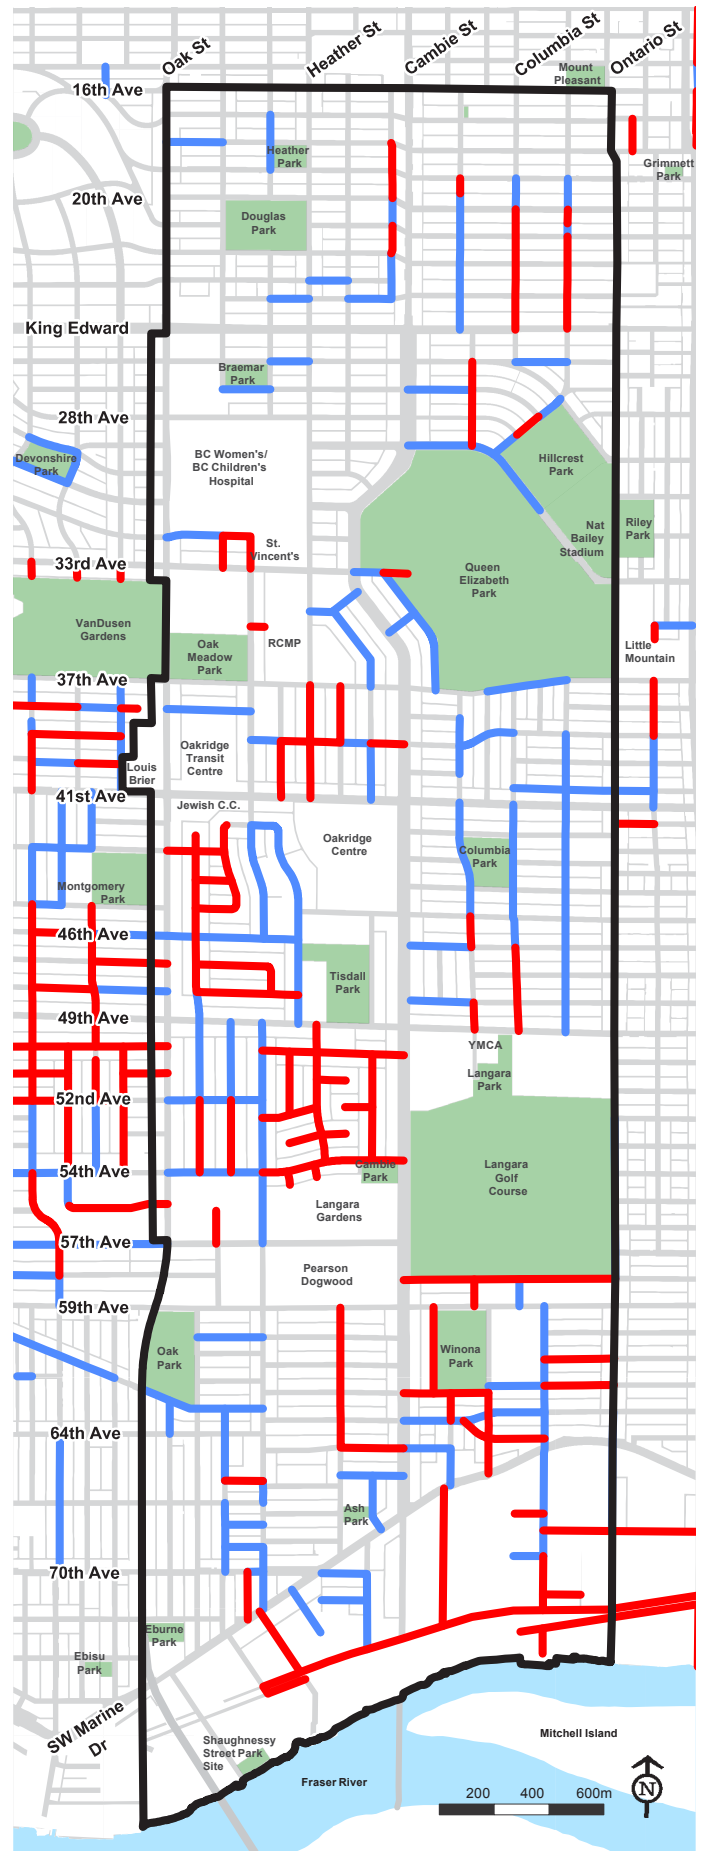 Oak St
Heather St
Cambie St
Columbia St
Ontario St
Mount
Pleasant
16th Ave
Heather
Park
Grimmett
Park
20th Ave
Douglas
Park
King Edward
Braemar
Park
28th Ave
BC Women's/
BC Children's
Hospital
Devonshire
Park
Hillcrest
Park
Nat
Bailey
Stadium
Riley
Park
St.
Vincent's
33rd Ave
Queen
Elizabeth
Park
VanDusen
Gardens
Oak
Meadow
Park
RCMP
Little
Mountain
37th Ave
Oakridge
Transit
Centre
Louis
Brier
41st Ave
Jewish C.C.
Oakridge
Centre
Columbia
Park
Montgomery
Park
46th Ave
Tisdall
Park
49th Ave
YMCA
Langara
Park
52nd Ave
54th Ave
Cambie
Park
Langara
Golf
Course
Langara
Gardens
57th Ave
Pearson
Dogwood
59th Ave
Oak
Park
Winona
Park
64th Ave
Ash
Park
70th Ave
Eburne
Park
Ebisu
Park
SW Marine
Dr
Shaughnessy
Street Park
Site
Mitchell Island
Fraser River
200 400 600m
N